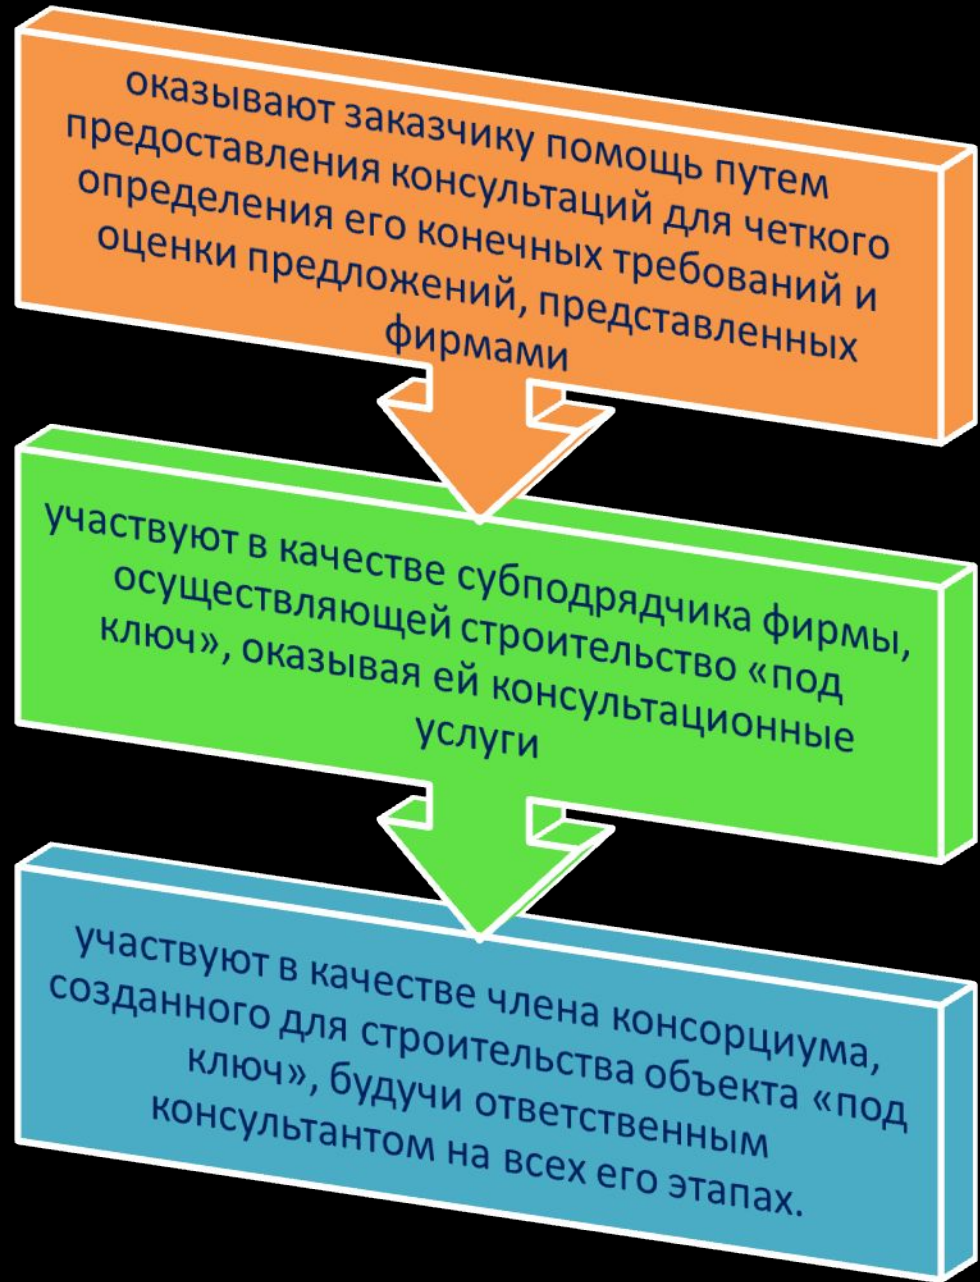 оказывают заказчику помощь путем
предоставления консультаций для четкого
определения его конечных требований и
оценки предложений, представленных
фирмами
участвуют в качестве субподрядчика фирмы,
осуществляющей строительство «под
ключ», оказывая ей консультационные
услуги
участвуют в качестве члена консорциума,
созданного для строительства объекта «под
ключ», будучи ответственным
консультантом на всех его этапах.